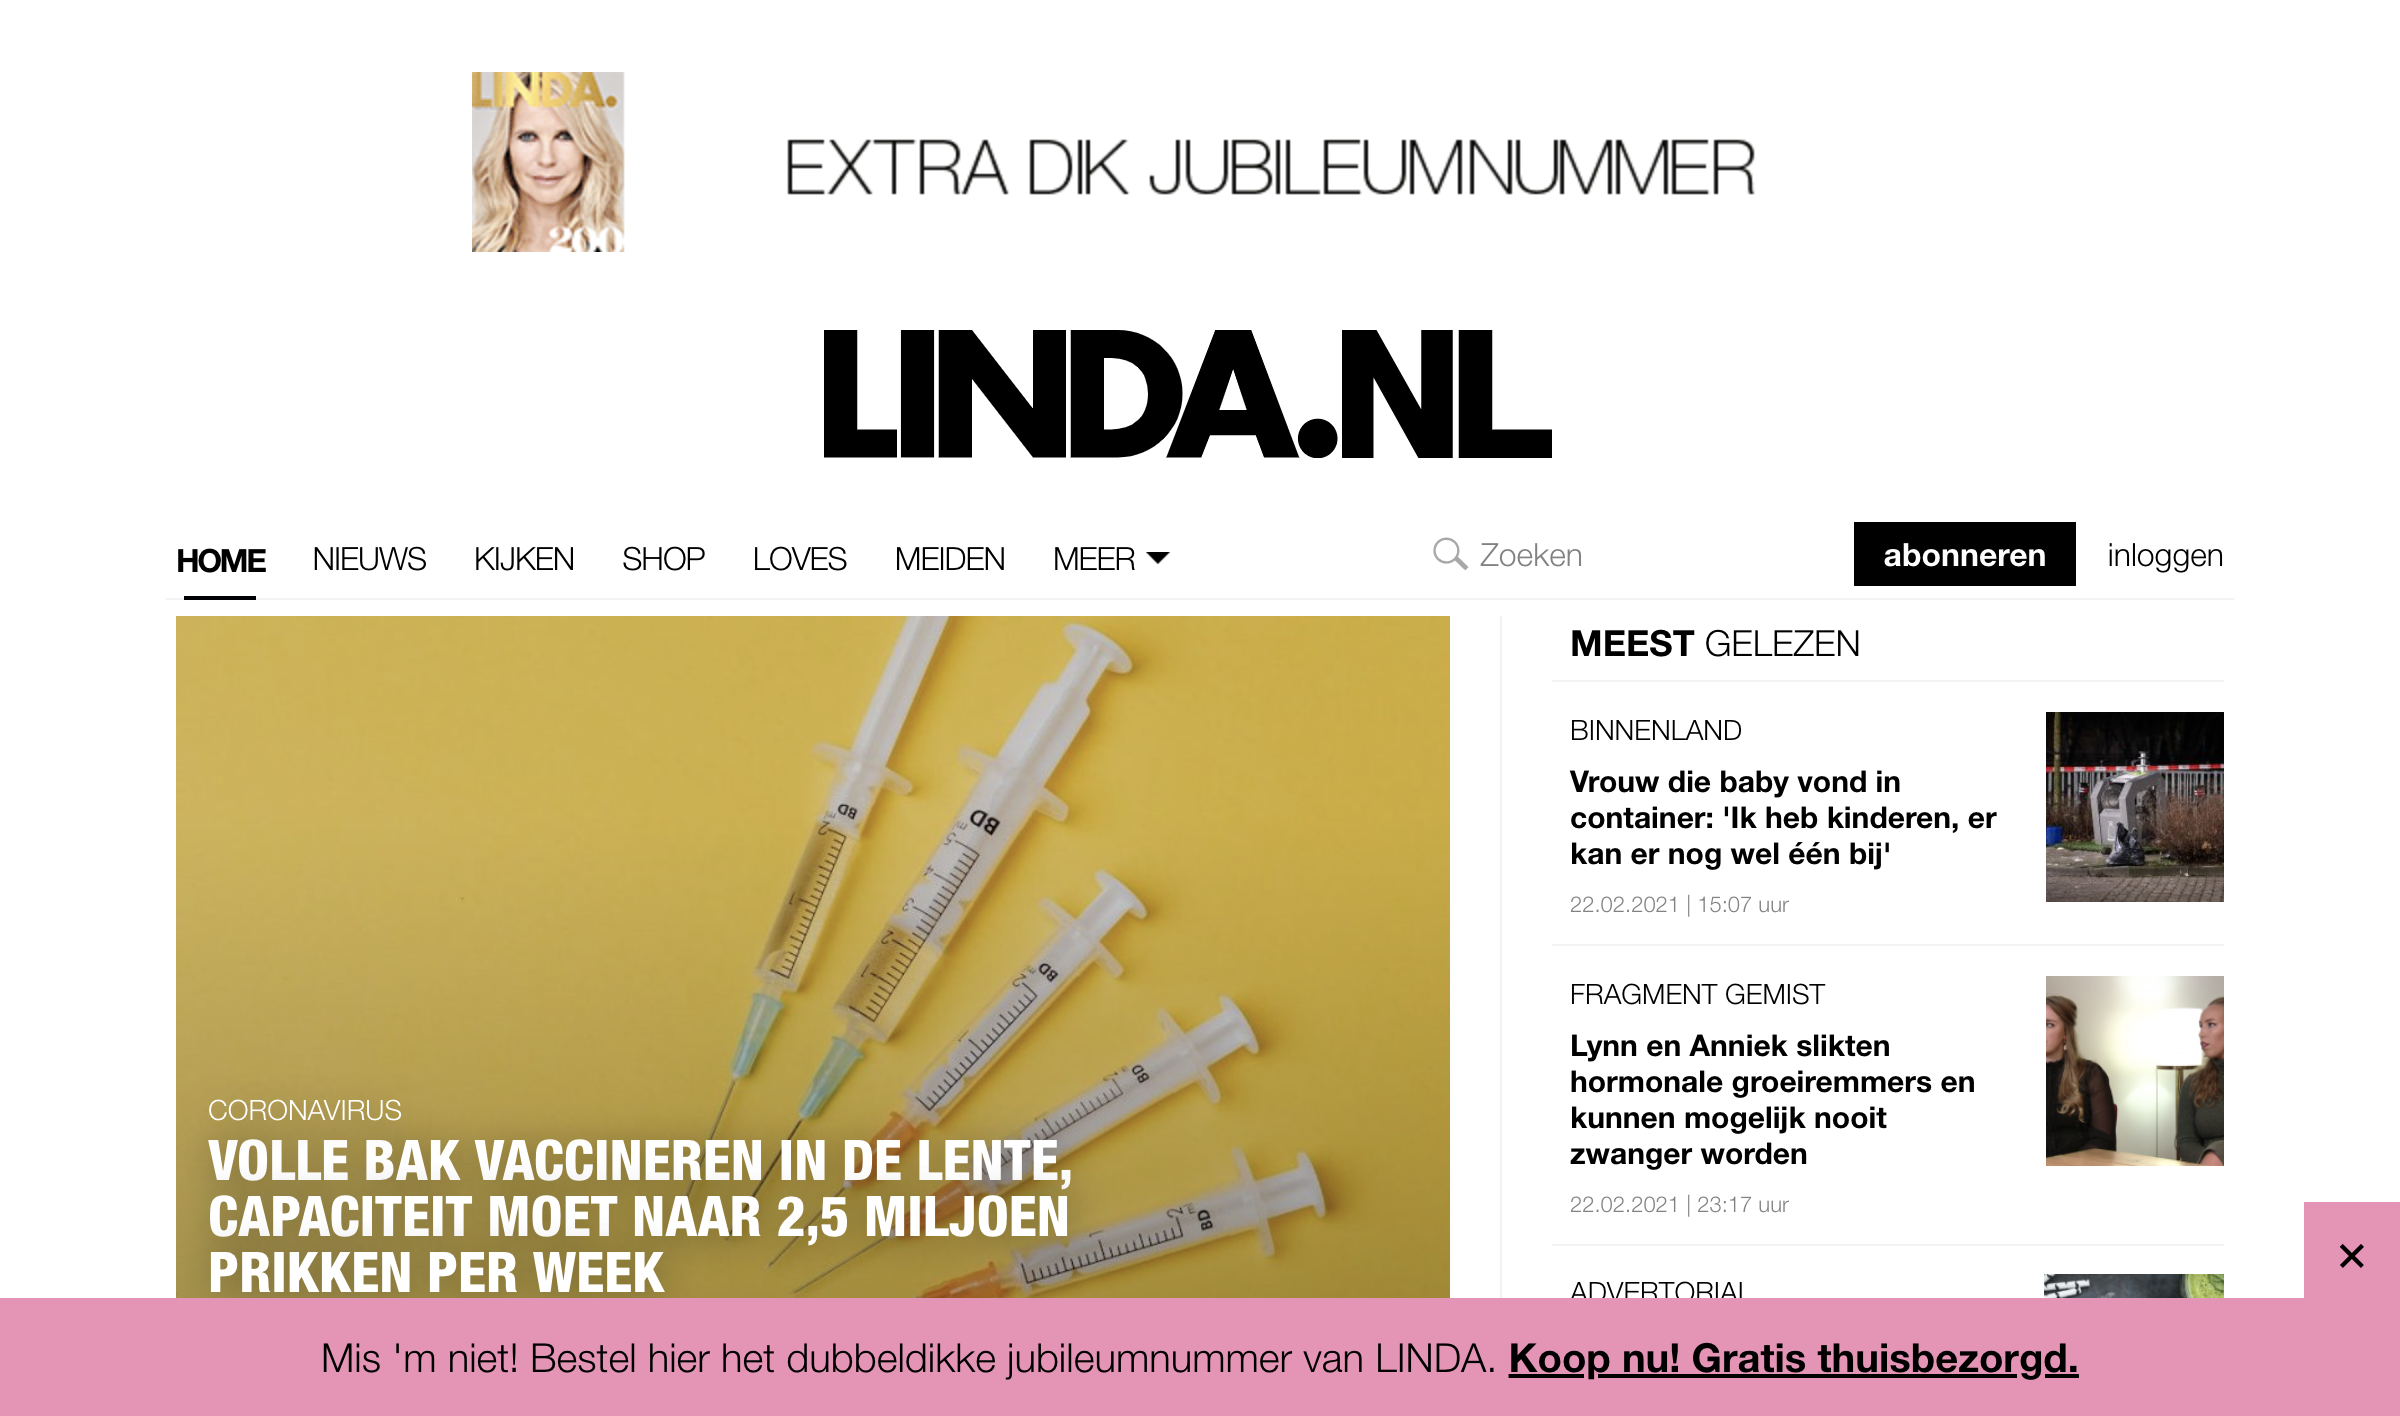 LINDA.
200
EXTRA DIK JUBILEUMNUMMER
LINDA.NL
HOME NIEUWS KIJKEN SHOP LOVES MEIDEN MEER
Zoeken
abonneren
inloggen
CORONAVIRUS
VOLLE BAK VACCINEREN IN DE LENTE,
CAPACITEIT MOET NAAR 2,5 MILJOEN
PRIKKEN PER WEEK
MEEST GELEZEN
BINNENLAND
Vrouw die baby vond in
container: 'Ik heb kinderen, er
kan er nog wel één bij'
22.02.2021 | 15:07 uur
FRAGMENT GEMIST
Lynn en Anniek slikten
hormonale groeiremmers en
kunnen mogelijk nooit
zwanger worden
22.02.2021 | 23:17 uur
ADVERTORIAL
Mis 'm niet! Bestel hier het dubbeldikke jubileumnummer van LINDA. Koop nu! Gratis thuisbezorgd.